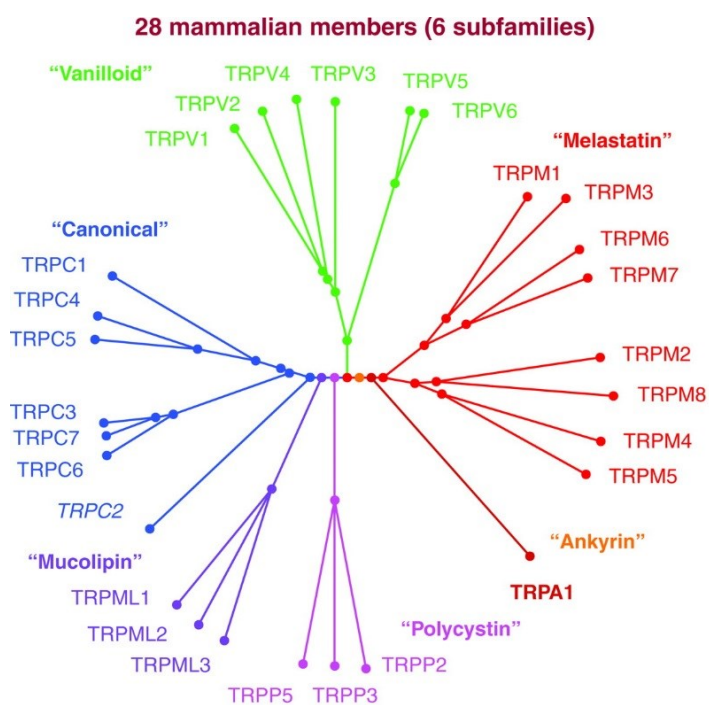 28 mammalian members (6 subfamilies)
“Vanilloid”
TRPV4
TRPV3
TRPV5
TRPV2
TRPV6
TRPV1
“Melastatin”
TRPM1
TRPM3
TRPM6
TRPM7
TRPM2
TRPM8
TRPM4
TRPM5
“Canonical”
TRPC1
TRPC4
TRPC5
TRPC3
TRPC7
TRPC6
TRPC2
“Ankyrin”
TRPA1
“Mucolipin”
TRPML1
TRPML2
TRPML3
“Polycystin”
TRPP5
TRPP3
TRPP2